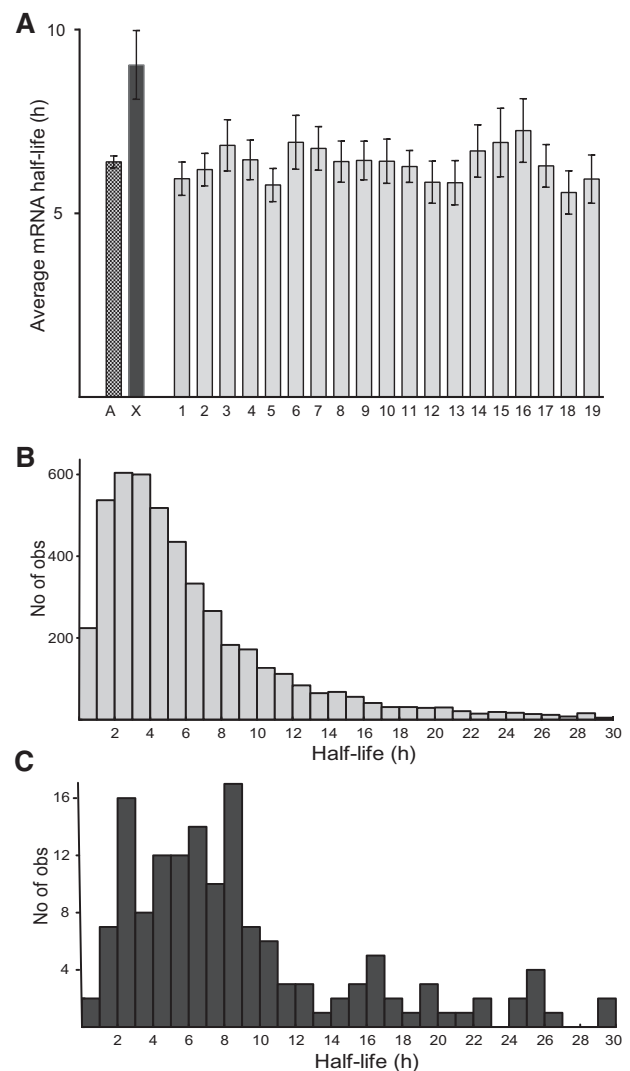 A
10
5
Average mRNA half-life (h)
A X 1 2 3 4 5 6 7 8 9 10 11 12 13 14 15 16 17 18 19
B
600
400
200
No of obs
2 4 6 8 10 12 14 16 18 20 22 24 26 28 30
Half-life (h)
C
16
12
8
4
No of obs
2 4 6 8 10 12 14 16 18 20 22 24 26 28 30
Half-life (h)